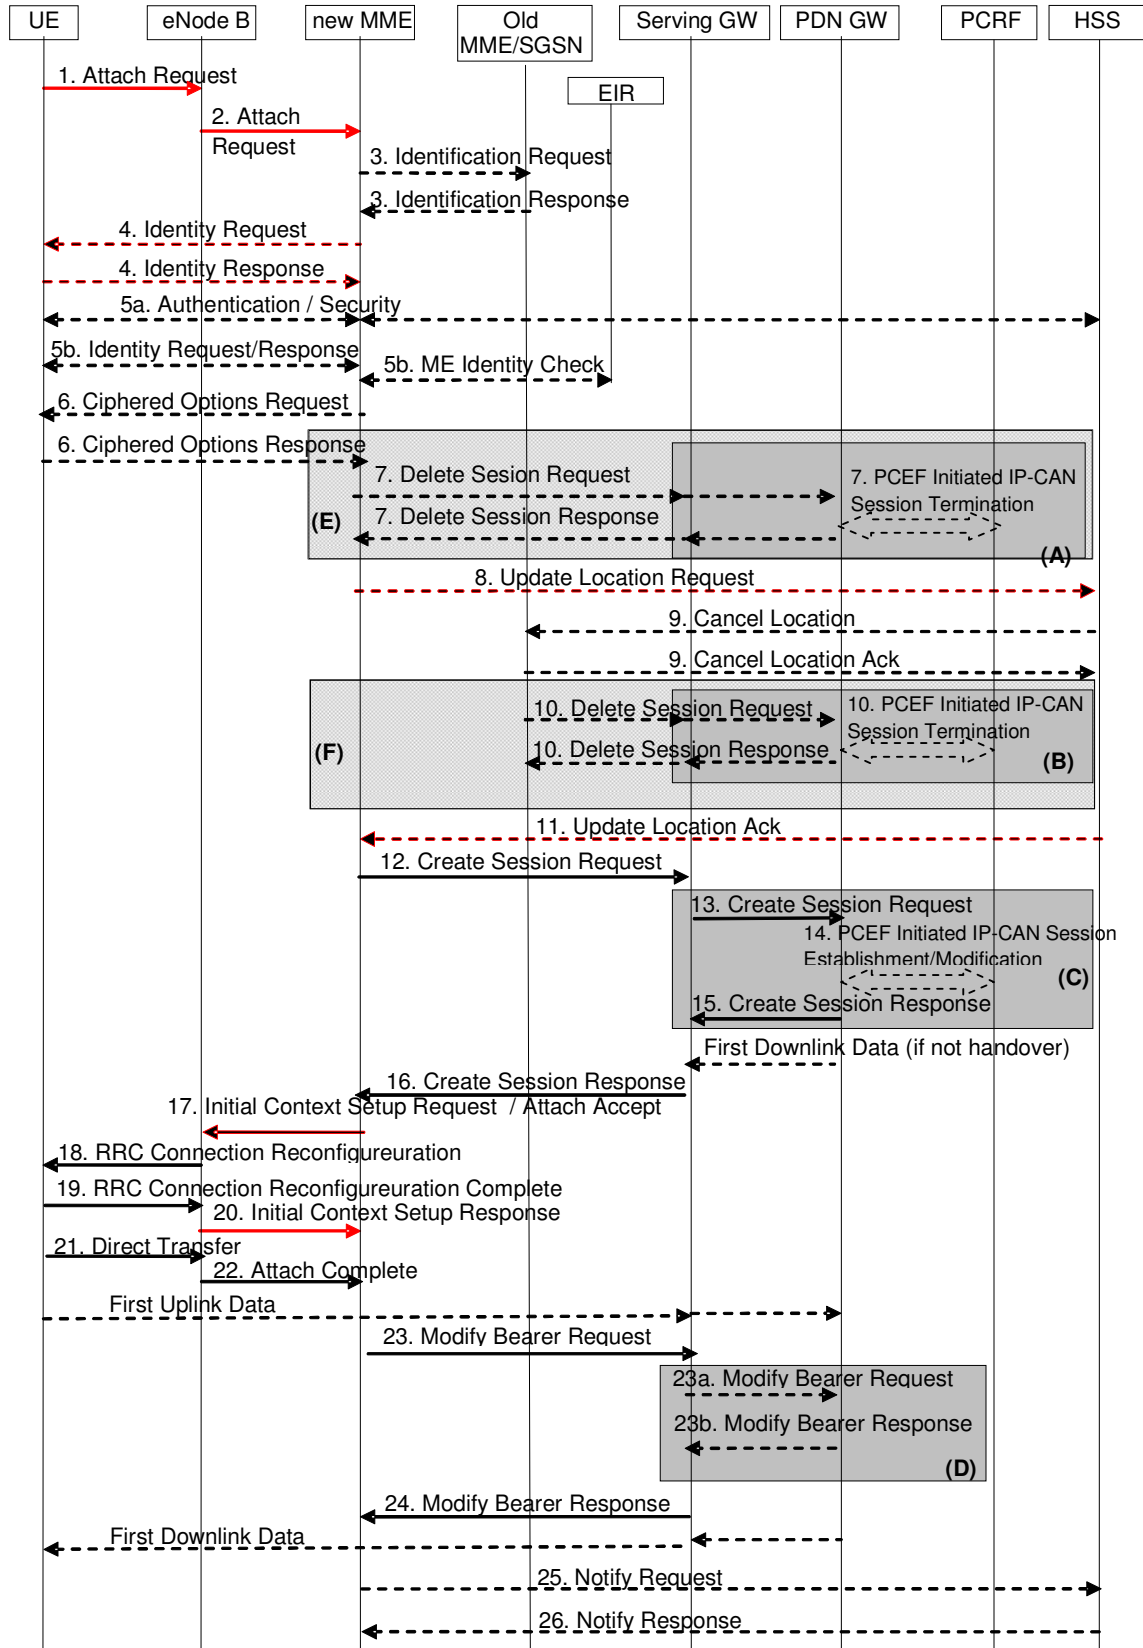 UE
eNode B
new MME
Old
MME/SGSN
Serving GW
PDN GW
PCRF
HSS
EIR
1. Attach Request
2. Attach
Request
3. Identification Request
3. Identification Response
4. Identity Request
4. Identity Response
5a. Authentication / Security
5b. Identity Request/Response
5b. ME Identity Check
6. Ciphered Options Request
6. Ciphered Options Response
7. Delete Sesion Request
7. PCEF Initiated IP-CAN
Session Termination
7. Delete Session Response
(E)
(A)
8. Update Location Request
9. Cancel Location
9. Cancel Location Ack
10. Delete Session Request
10. PCEF Initiated IP-CAN
Session Termination
10. Delete Session Response
(F)
(B)
11. Update Location Ack
12. Create Session Request
13. Create Session Request
14. PCEF Initiated IP-CAN Session
Establishment/Modification
(C)
15. Create Session Response
First Downlink Data (if not handover)
16. Create Session Response
17. Initial Context Setup Request / Attach Accept
18. RRC Connection Reconfigureuration
19. RRC Connection Reconfigureuration Complete
20. Initial Context Setup Response
21. Direct Transfer
22. Attach Complete
First Uplink Data
23. Modify Bearer Request
23a. Modify Bearer Request
23b. Modify Bearer Response
(D)
24. Modify Bearer Response
First Downlink Data
25. Notify Request
26. Notify Response